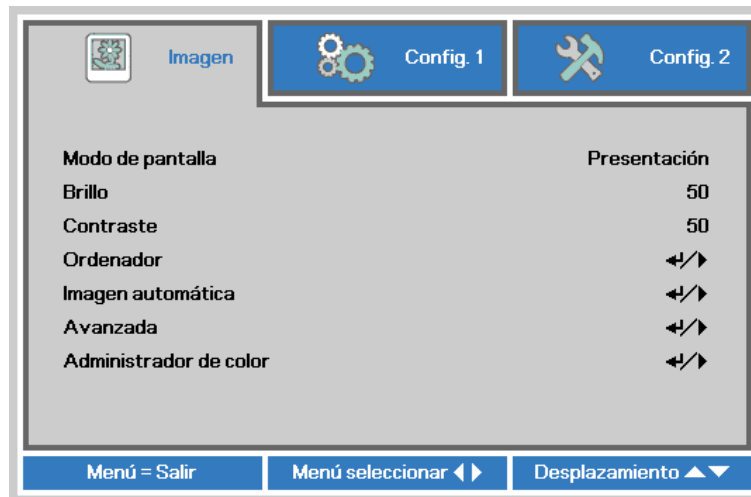 Imagen
Config. 1
Config. 2
Modo de pantalla Presentación
Brillo 50
Contraste 50
Ordenador ↵/▶
Imagen automática ↵/▶
Avanzada ↵/▶
Administrador de color ↵/▶
Menú = Salir
Menú seleccionar ◀ ▶
Desplazamiento ▲▼